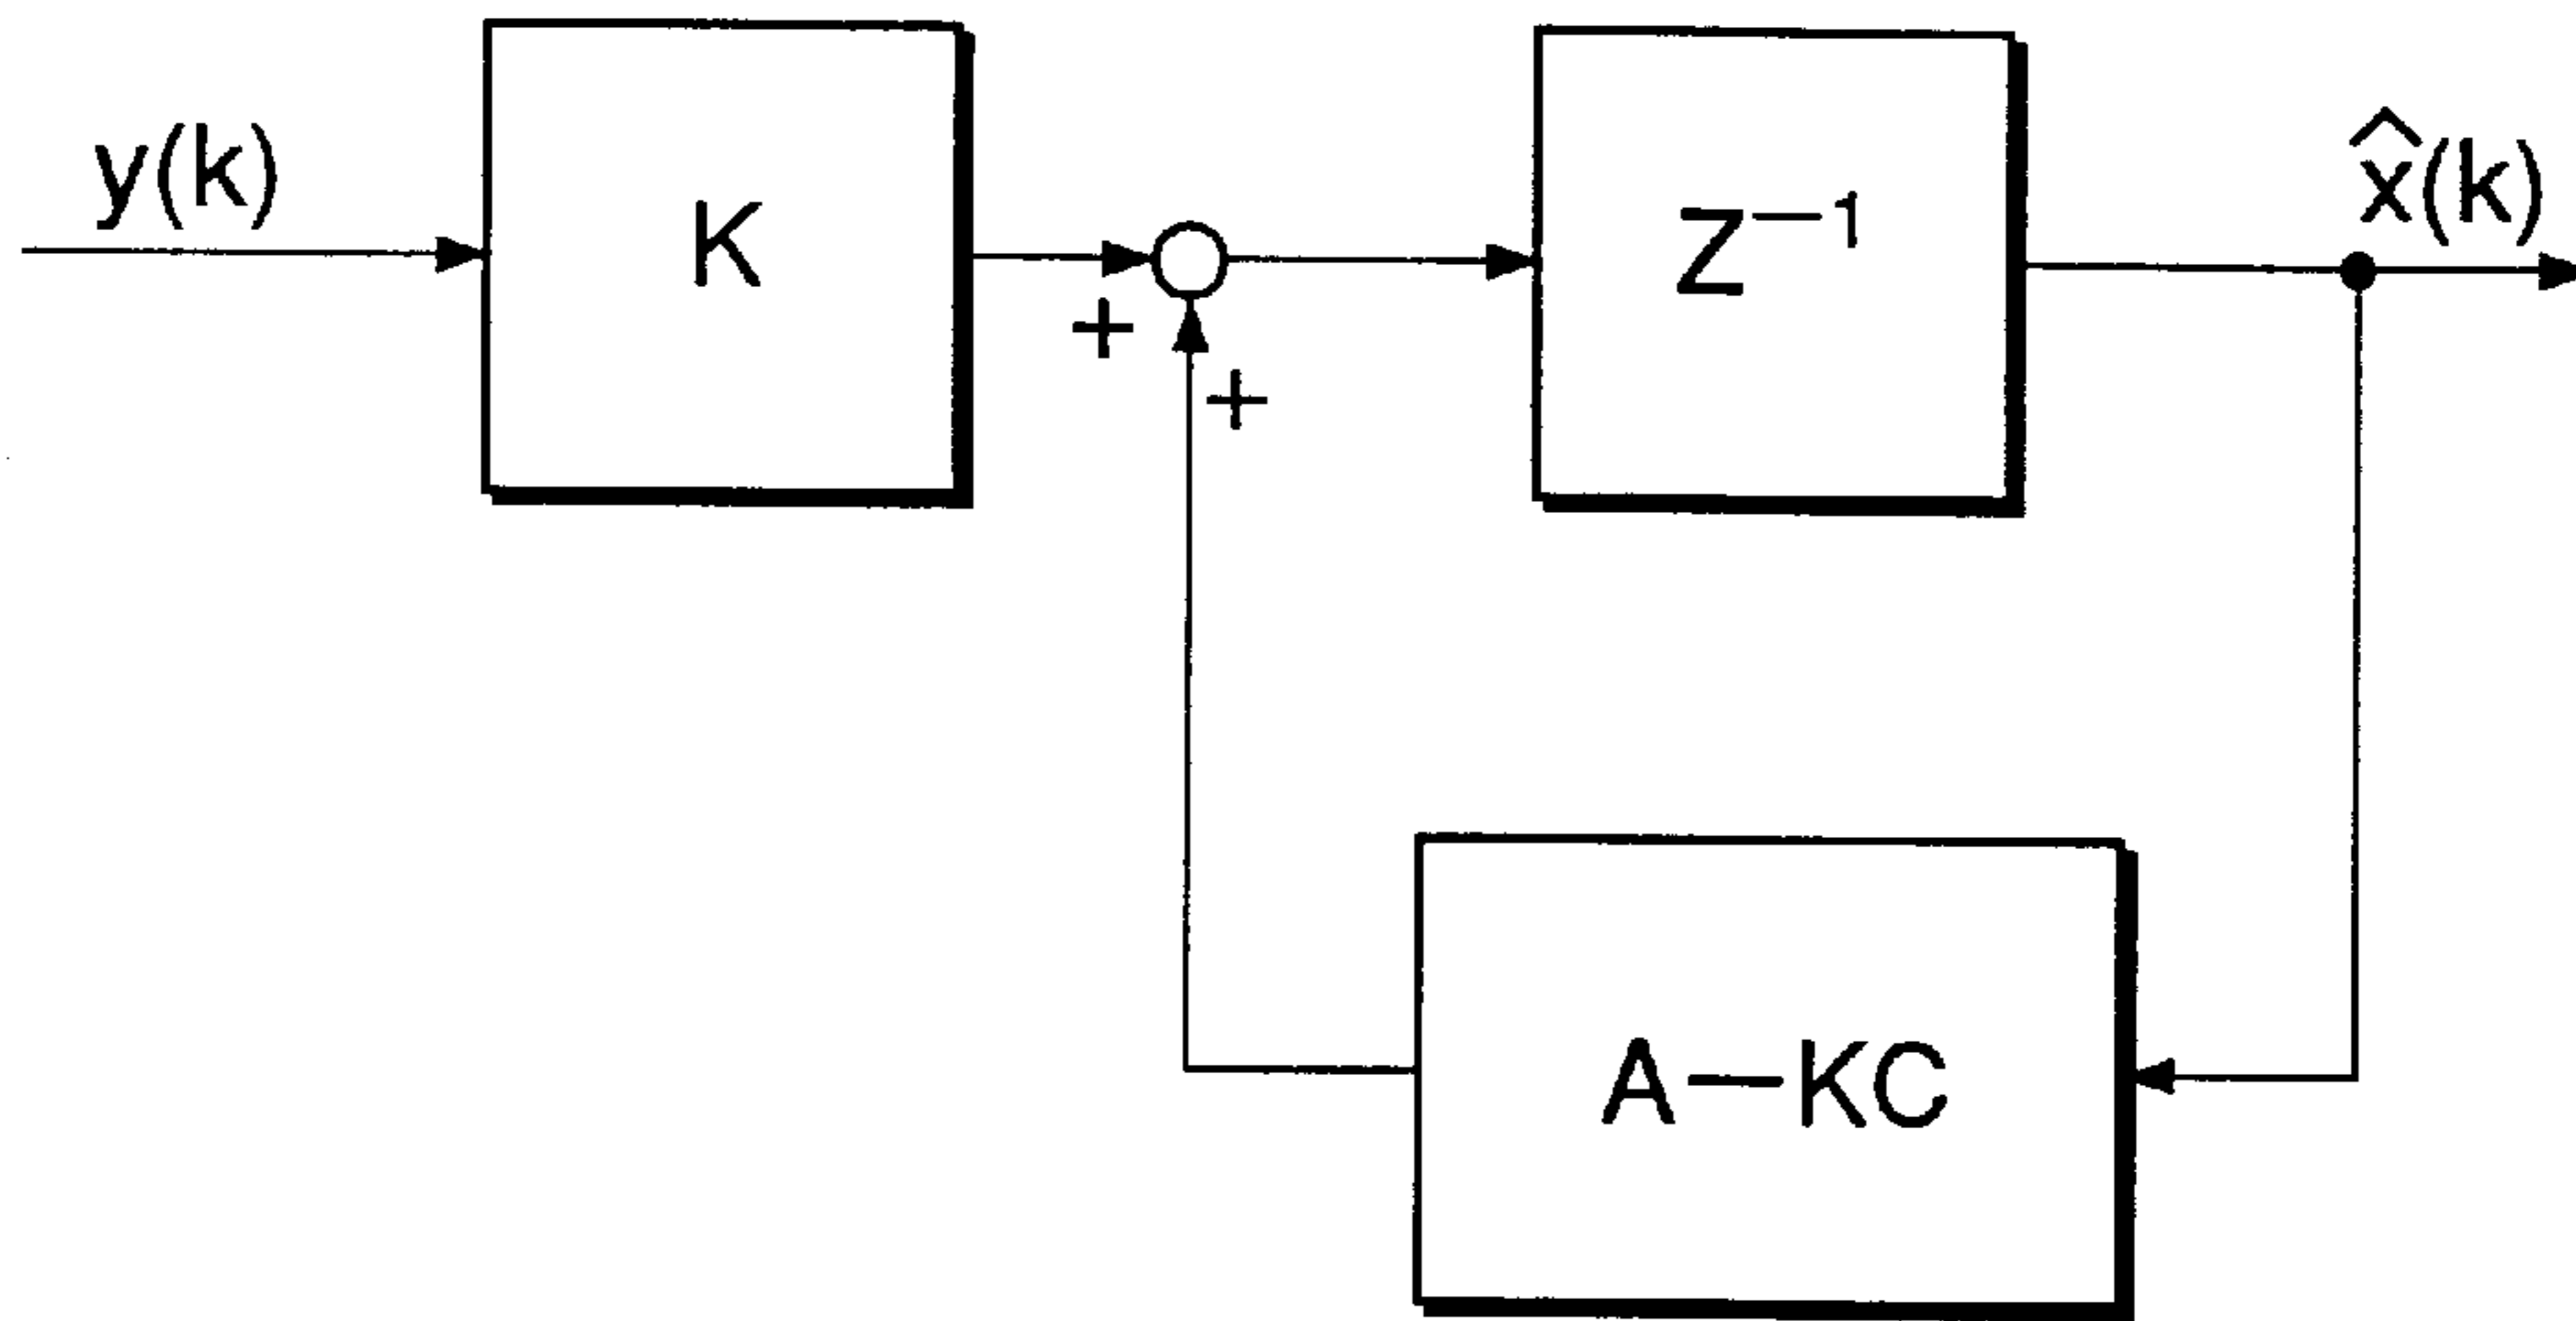 y(k)
K
+
+
Z⁻¹
x̂(k)
A-KC